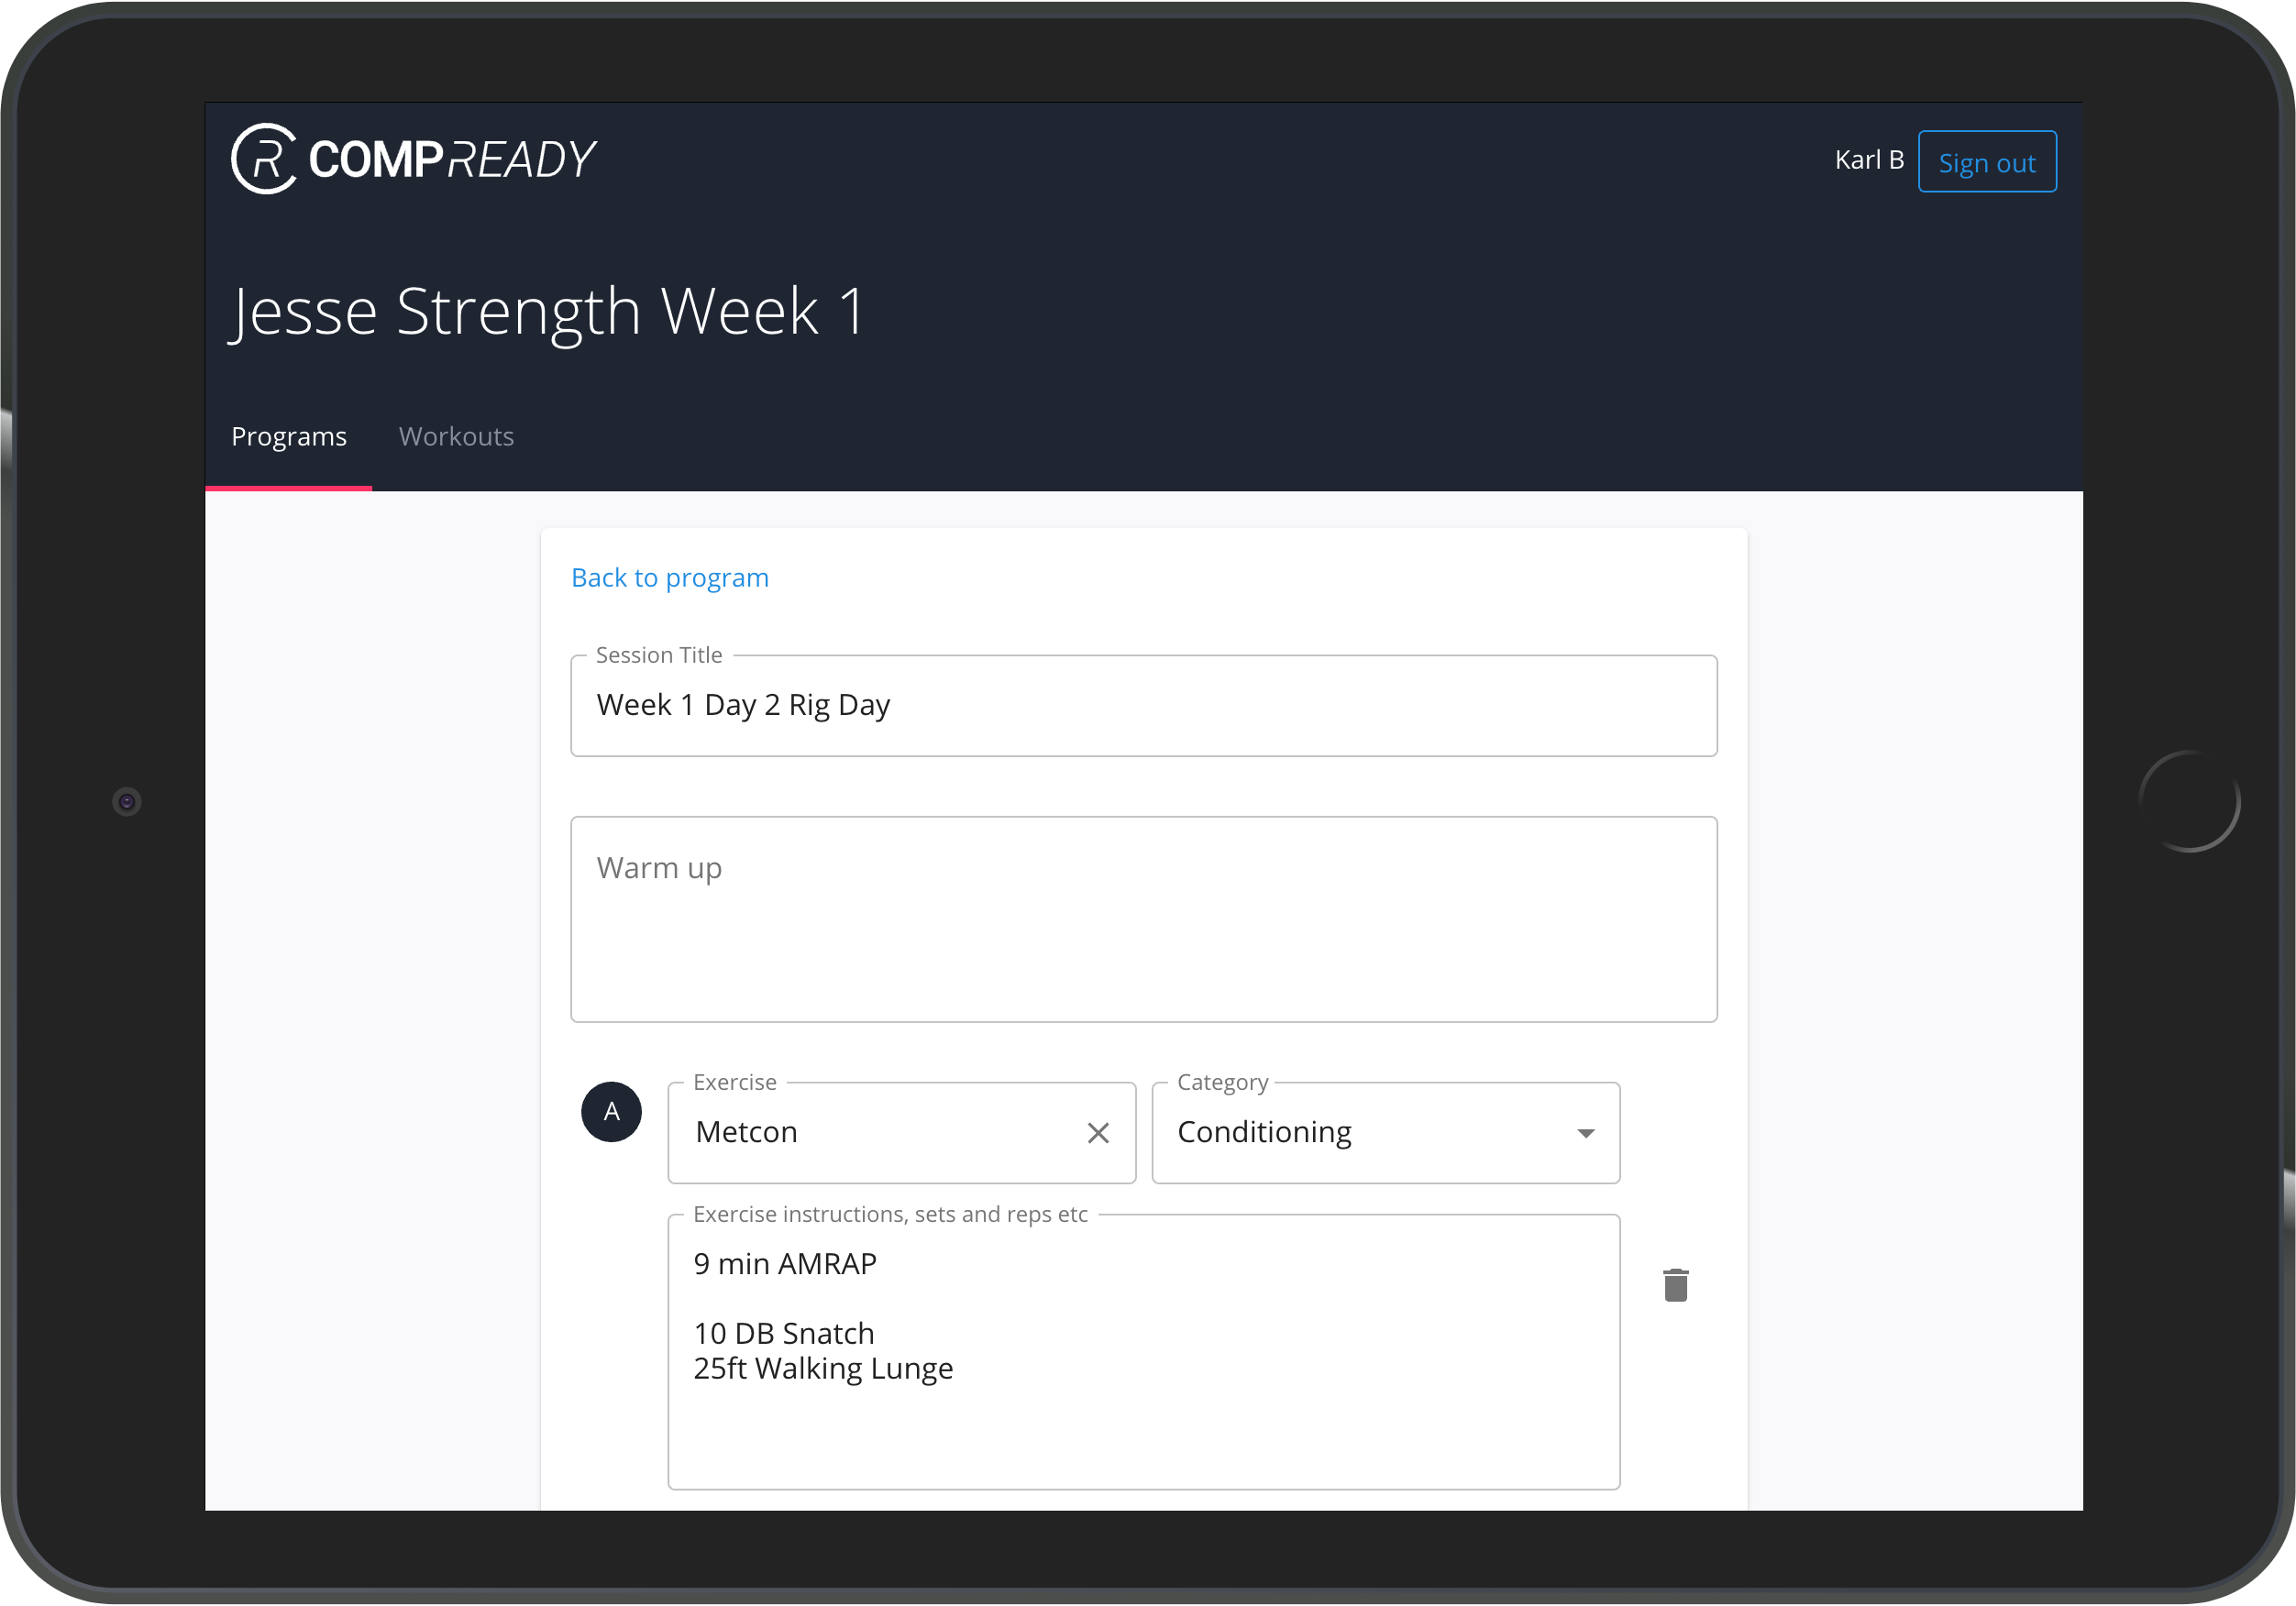 COMPREADY
Karl B
Sign out
Jesse Strength Week 1
Programs
Workouts
Back to program
Session Title
Week 1 Day 2 Rig Day
Warm up
A
Exercise
Metcon
Category
Conditioning
Exercise instructions, sets and reps etc
9 min AMRAP
10 DB Snatch
25ft Walking Lunge